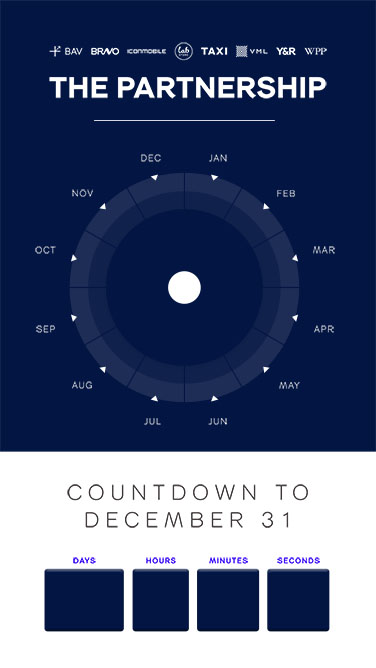 BAV BRAVO ICONMOBILE lab store TAXI VML Y&R WPP
THE PARTNERSHIP
DEC JAN
NOV FEB
OCT MAR
SEP APR
AUG MAY
JUL JUN
COUNTDOWN TO
DECEMBER 31
DAYS HOURS MINUTES SECONDS